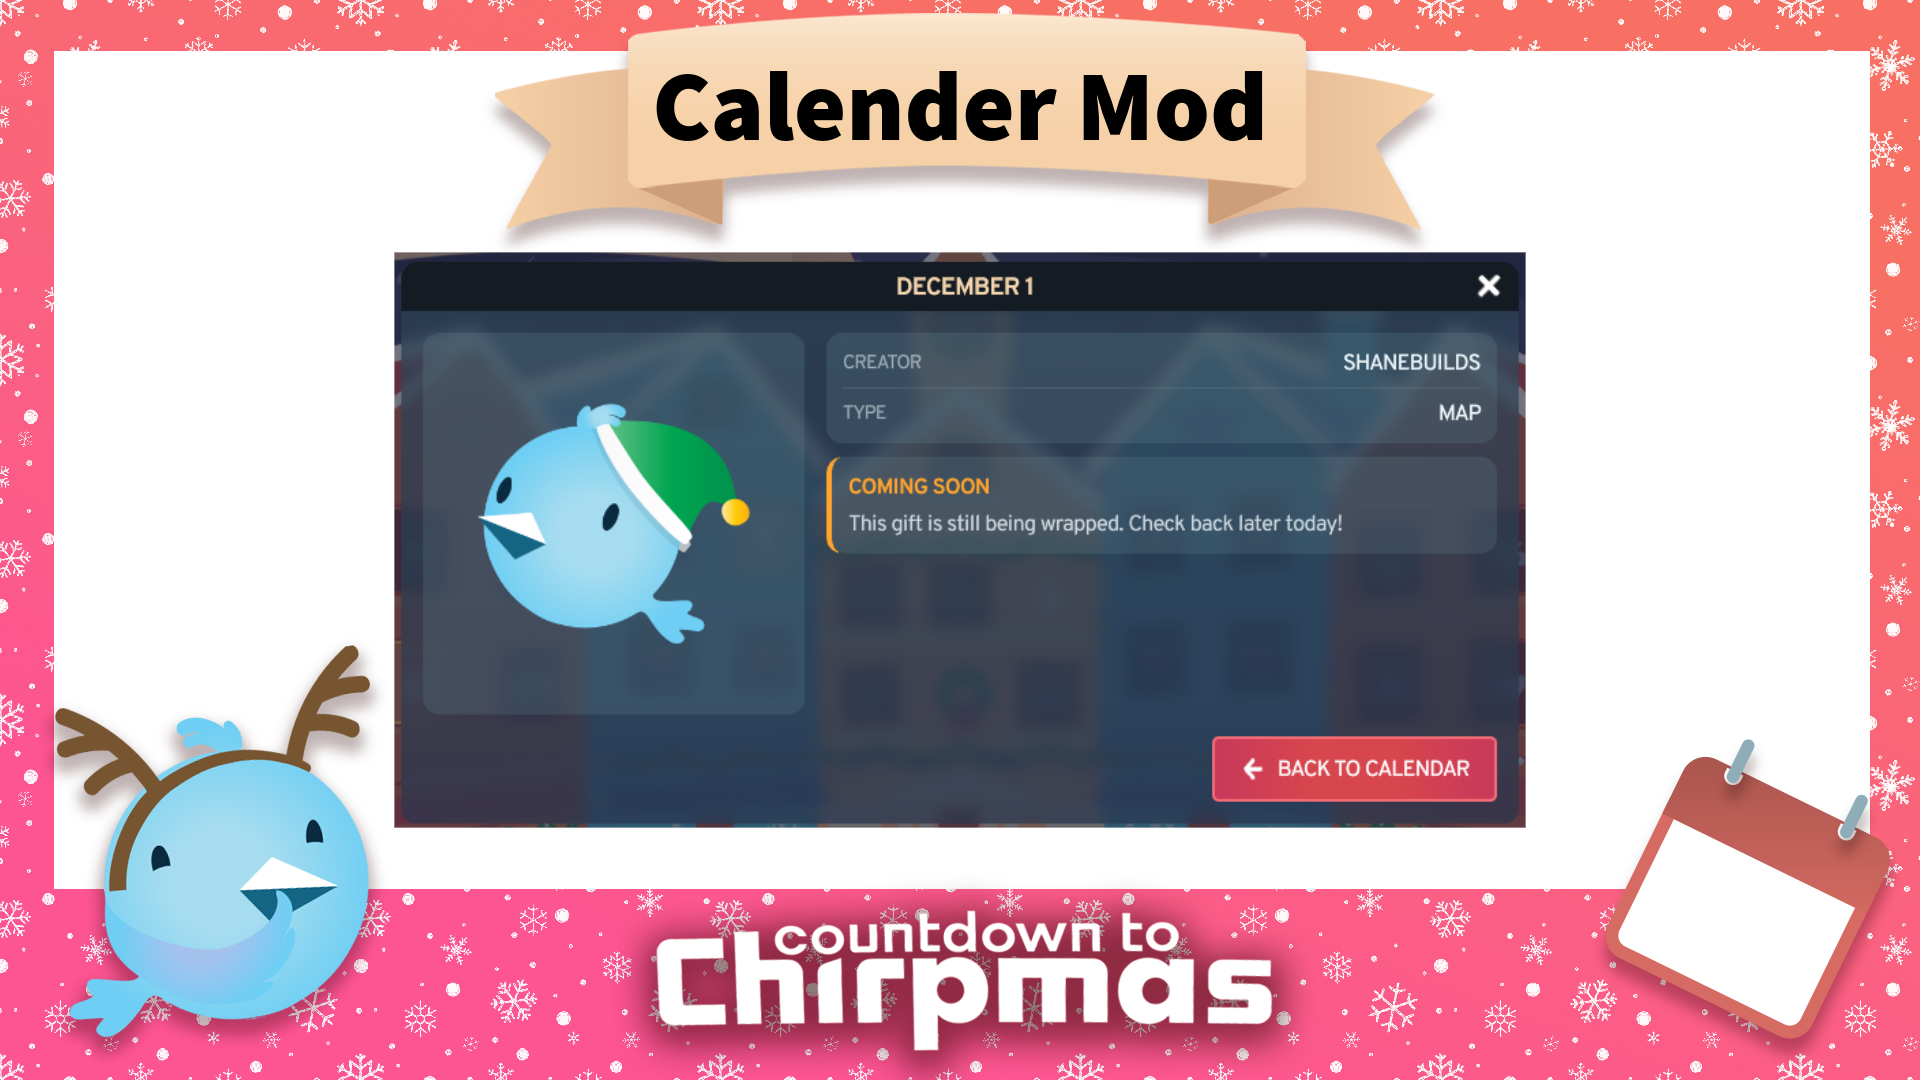 Calender Mod
DECEMBER 1
CREATOR SHANEBUILDS
TYPE MAP
COMING SOON
This gift is still being wrapped. Check back later today!
BACK TO CALENDAR
countdown to
Chirpmas